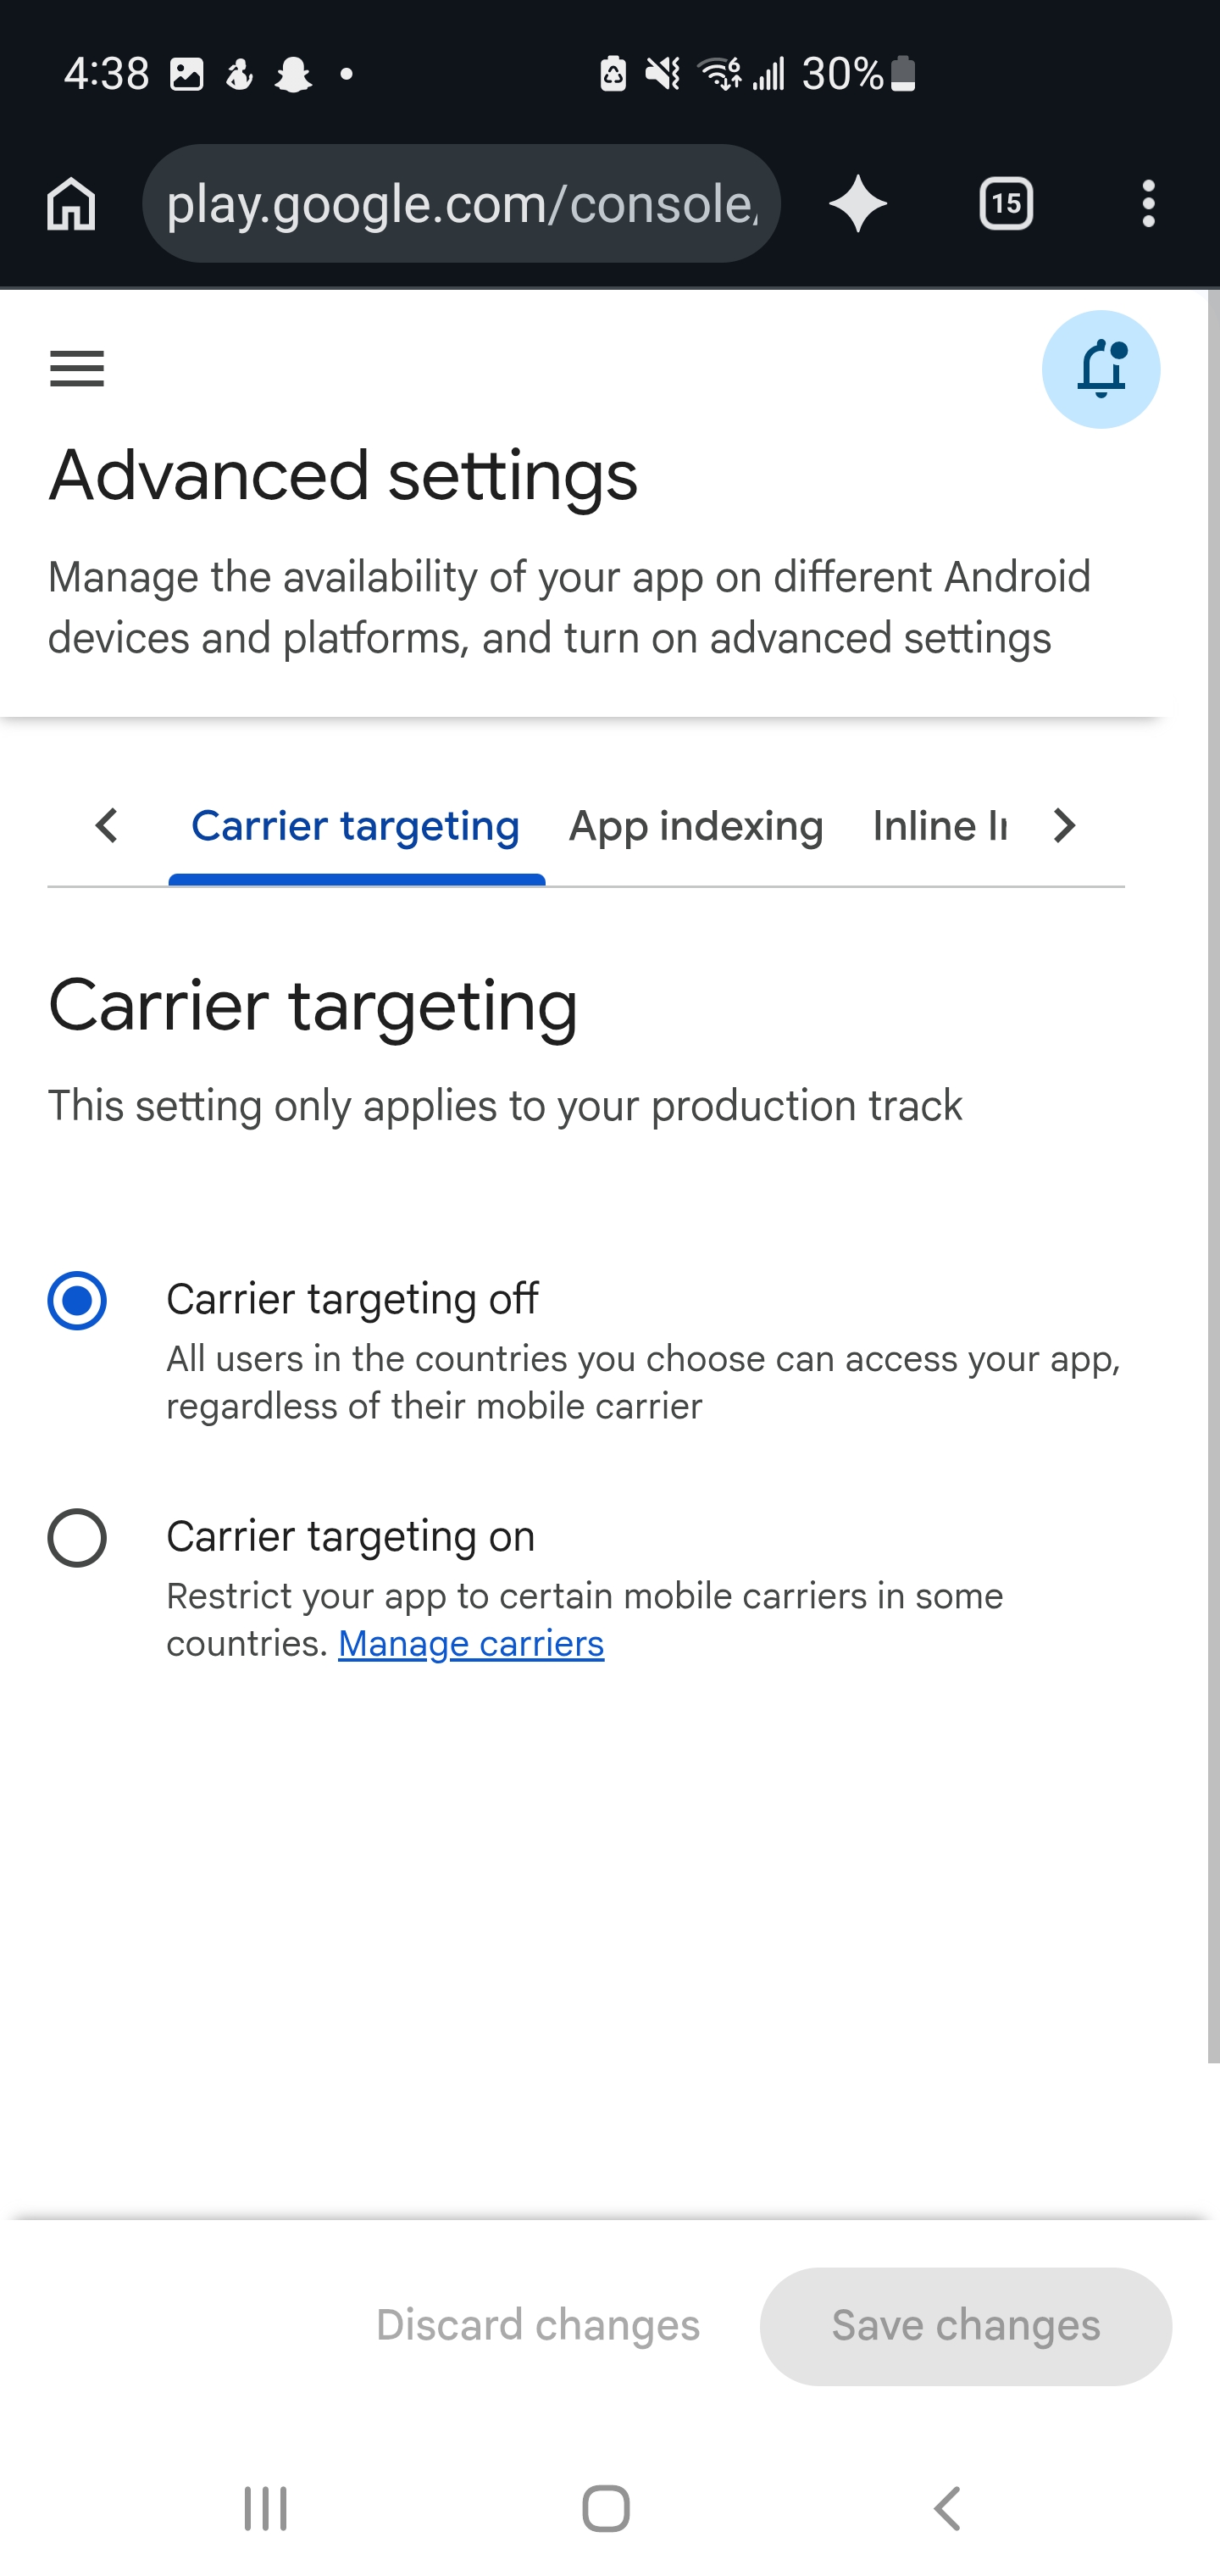 4:38
30%
play.google.com/console/
15
Advanced settings
Manage the availability of your app on different Android
devices and platforms, and turn on advanced settings
Carrier targeting
App indexing
Inline
Carrier targeting
This setting only applies to your production track
Carrier targeting off
All users in the countries you choose can access your app,
regardless of their mobile carrier
Carrier targeting on
Restrict your app to certain mobile carriers in some
countries. Manage carriers
Discard changes
Save changes